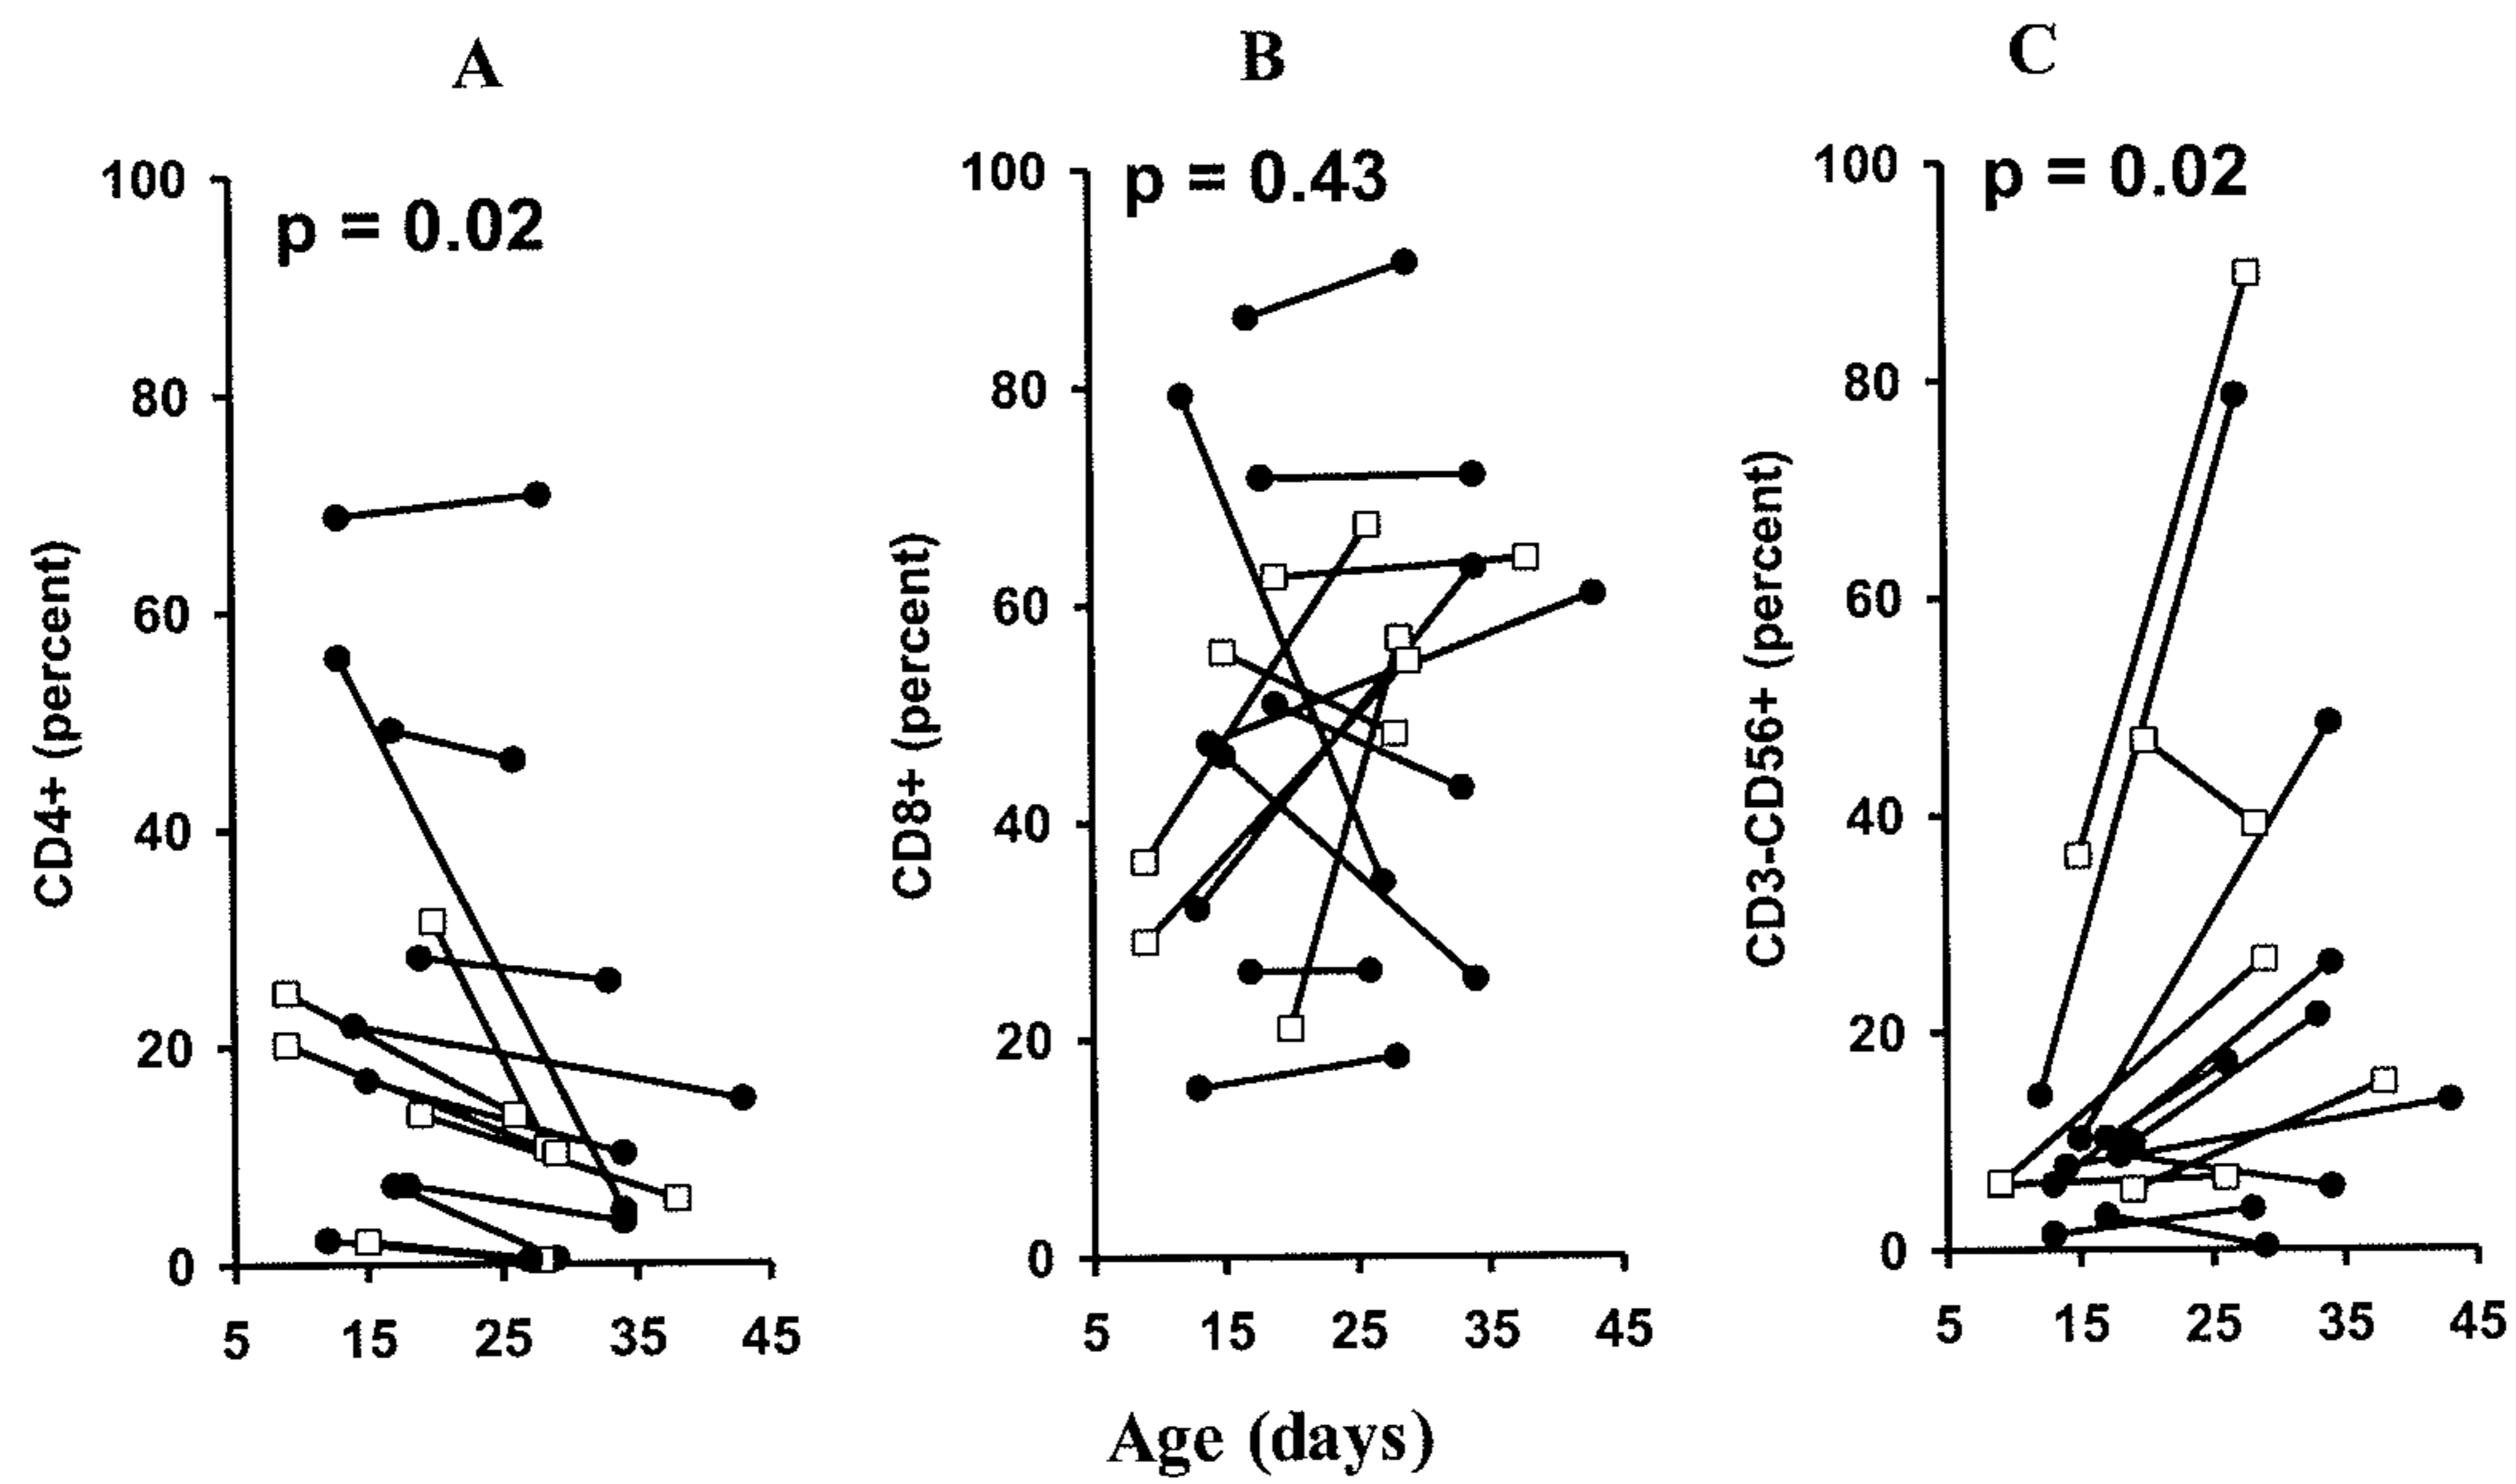 A
B
C
p = 0.02
p = 0.43
p = 0.02
CD4+ (percent)
100
80
60
40
20
0
5 15 25 35 45
CD8+ (percent)
100
80
60
40
20
0
5 15 25 35 45
CD3-CD56+ (percent)
100
80
60
40
20
0
5 15 25 35 45
Age (days)